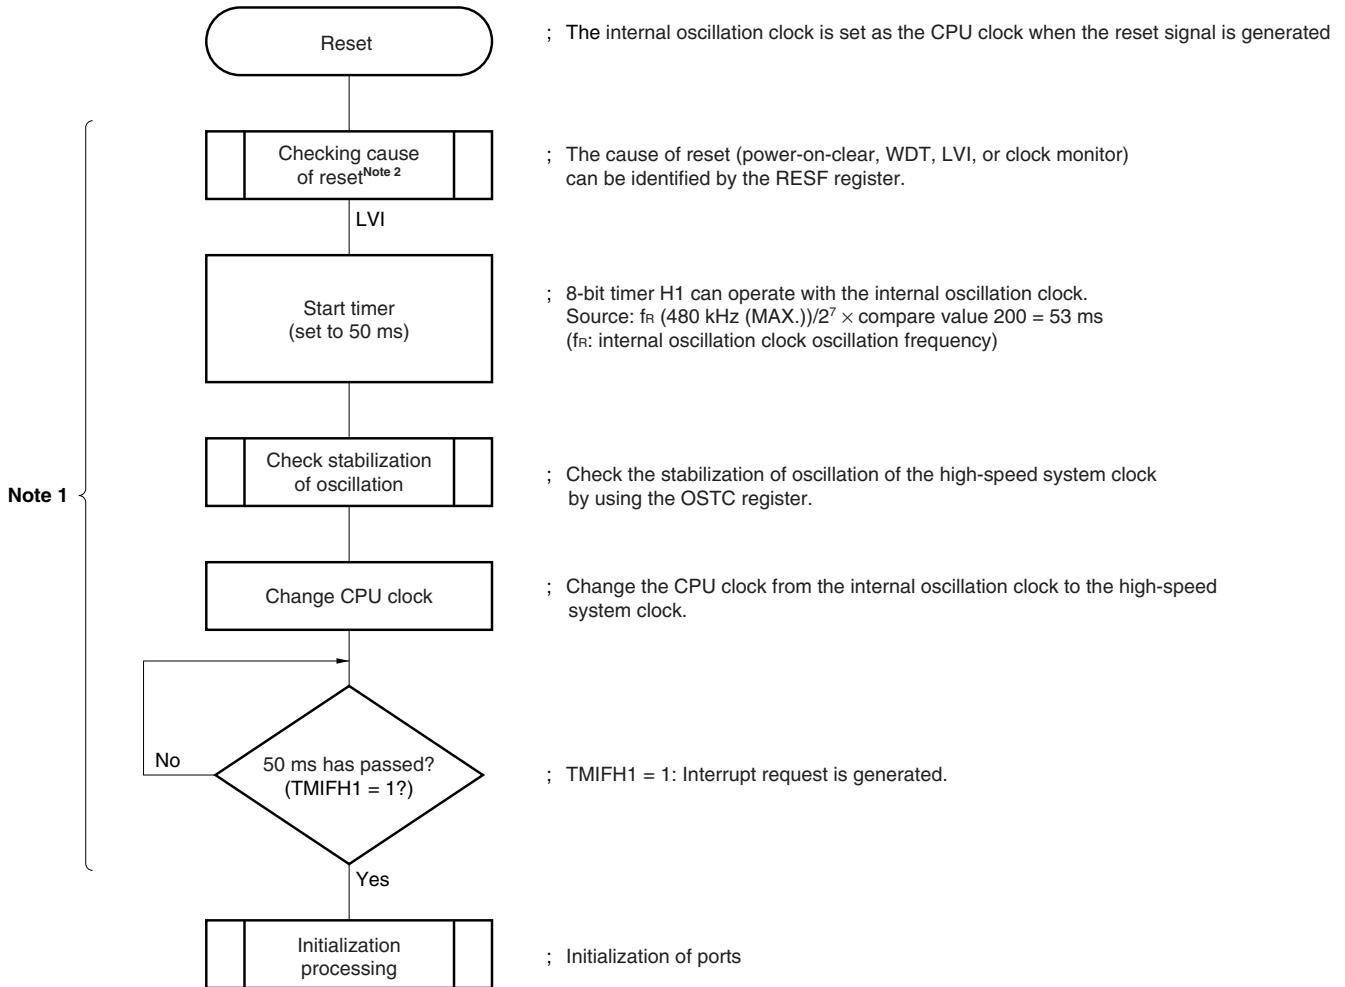 Reset
; The internal oscillation clock is set as the CPU clock when the reset signal is generated
Checking cause
of reset^Note 2
; The cause of reset (power-on-clear, WDT, LVI, or clock monitor)
can be identified by the RESF register.
LVI
Start timer
(set to 50 ms)
; 8-bit timer H1 can operate with the internal oscillation clock.
Source: fR (480 kHz (MAX.))/2⁷ × compare value 200 = 53 ms
(fR: internal oscillation clock oscillation frequency)
Note 1
Check stabilization
of oscillation
; Check the stabilization of oscillation of the high-speed system clock
by using the OSTC register.
Change CPU clock
; Change the CPU clock from the internal oscillation clock to the high-speed
system clock.
No
50 ms has passed?
(TMIFH1 = 1?)
; TMIFH1 = 1: Interrupt request is generated.
Yes
Initialization
processing
; Initialization of ports